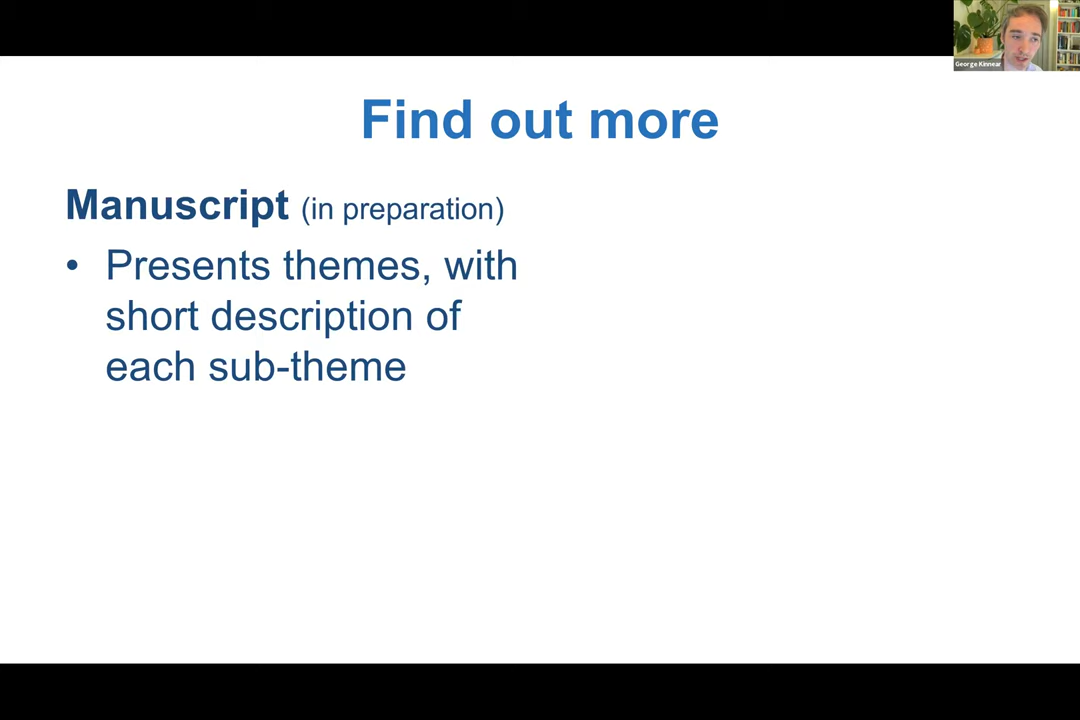 George Kinnear
Find out more
Manuscript (in preparation)
• Presents themes, with
short description of
each sub-theme